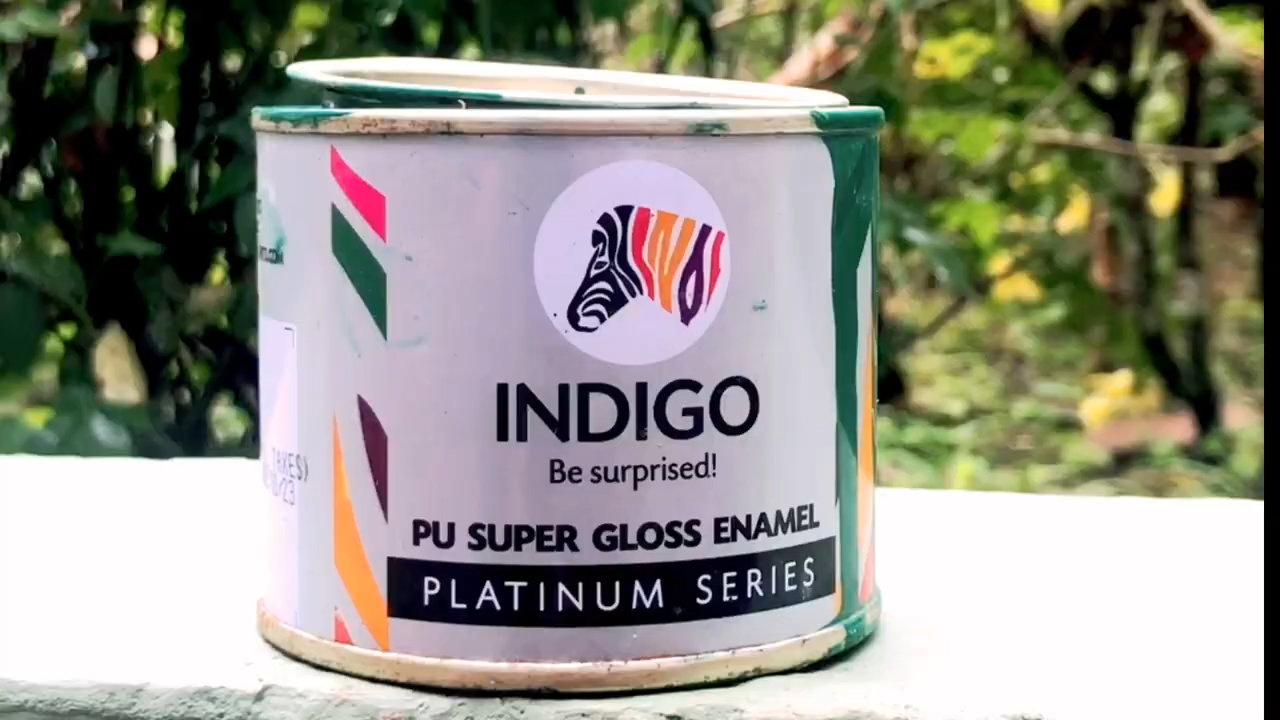 INDIGO
Be surprised!
PU SUPER GLOSS ENAMEL
PLATINUM SERIES